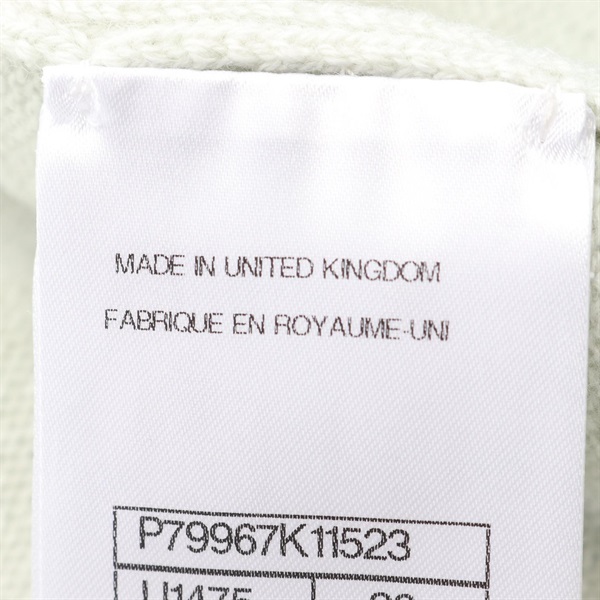 MADE IN UNITED KINGDOM
FABRIQUE EN ROYAUME-UNI
P79967K11523